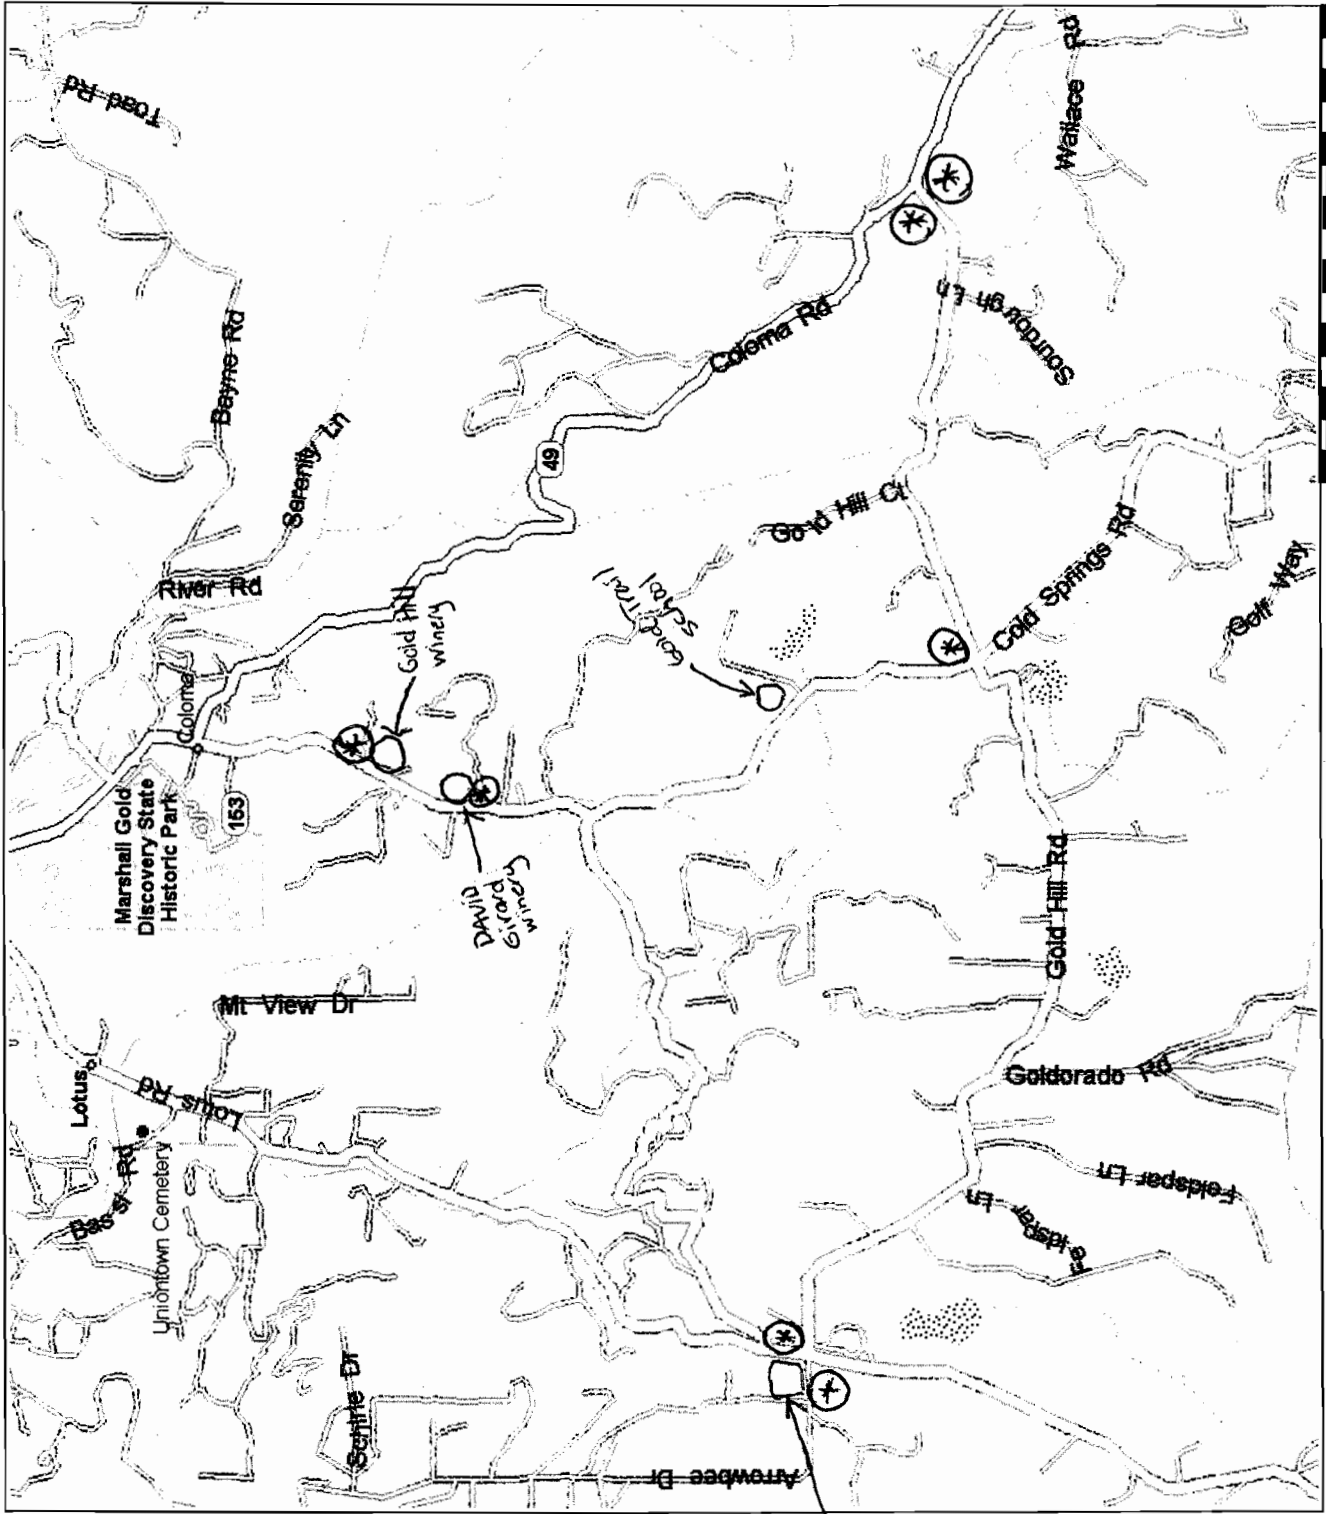 Toad Rd
Wallace Rd
Bayne Rd
Serenity Ln
Coloma Rd
Sourdough Ln
49
Gold Hill Ct
Cold Springs Rd
Golf Way
River Rd
Gold Hill
Winery
Gold Trail
School
Coloma
153
Marshall Gold
Discovery State
Historic Park
DAVID
Girard
Winery
Gold Hill Rd
Mt View Dr
Lotus
Lotus Rd
Bassi Rd
Uniontown Cemetery
Goldorado Rd
Feldspar Ln
Feldspar Ln
Schirle Dr
Arrowbee Dr